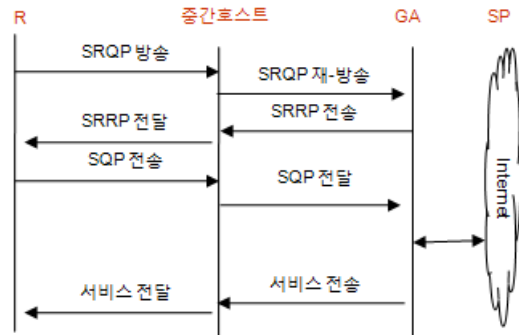 R 중간호스트 GA SP
SRQP 방송
SRQP 재-방송
SRRP 전송
SRRP 전달
SQP 전송
SQP 전달
Internet
서비스 전송
서비스 전달